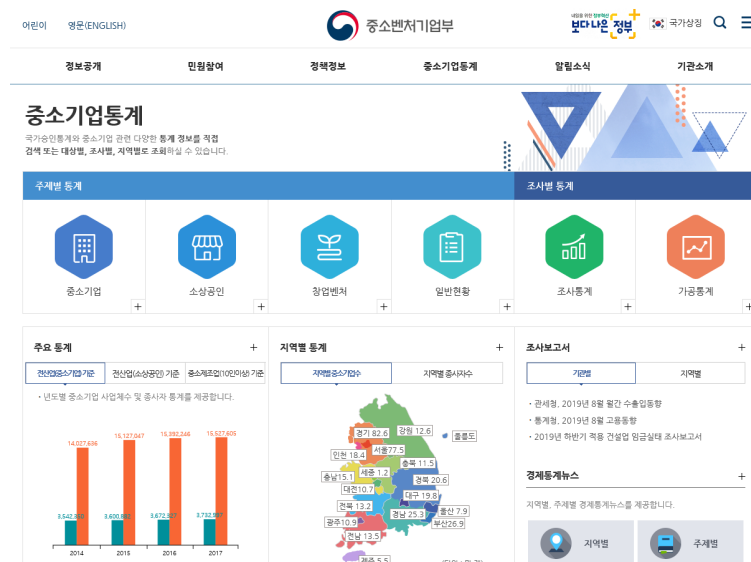 어린이 영문(ENGLISH)
중소벤처기업부
내일을 위한 정부혁신
보다나은 정부
국가상징
정보공개 민원참여 정책정보 중소기업통계 알림소식 기관소개
중소기업통계
국가승인통계와 중소기업 관련 다양한 통계 정보를 직접
검색 또는 대상별, 조사별, 지역별로 조회하실 수 있습니다.
주제별 통계 조사별 통계
중소기업 소상공인 창업벤처 일반현황 조사통계 가공통계
+ + + + + +
주요 통계 +
전산업(중소기업)기준 전산업(소상공인) 기준 중소제조업(10인이상) 기준
· 년도별 중소기업 사업체수 및 종사자 통계를 제공합니다.
14,027,636 15,127,047 15,392,246 15,527,605
2014 2015 2016 2017
지역별 통계 +
지역별 중소기업수 지역별 종사자수
경기 82.6 강원 12.6 울릉도
인천 18.4 서울77.5
충북 11.5
충남15.1 세종 1.2 경북 20.6
대전10.7 대구 19.8
전북 13.2 경남 25.3 울산 7.9
광주10.9 부산26.9
전남 13.5
제주 5.5
조사보고서 +
기관별 지역별
· 관세청, 2019년 8월 월간 수출입동향
· 통계청, 2019년 8월 고용동향
· 2019년 하반기 적용 건설업 임금실태 조사보고서
경제통계뉴스 +
지역별, 주제별 경제통계뉴스를 제공합니다.
지역별 주제별